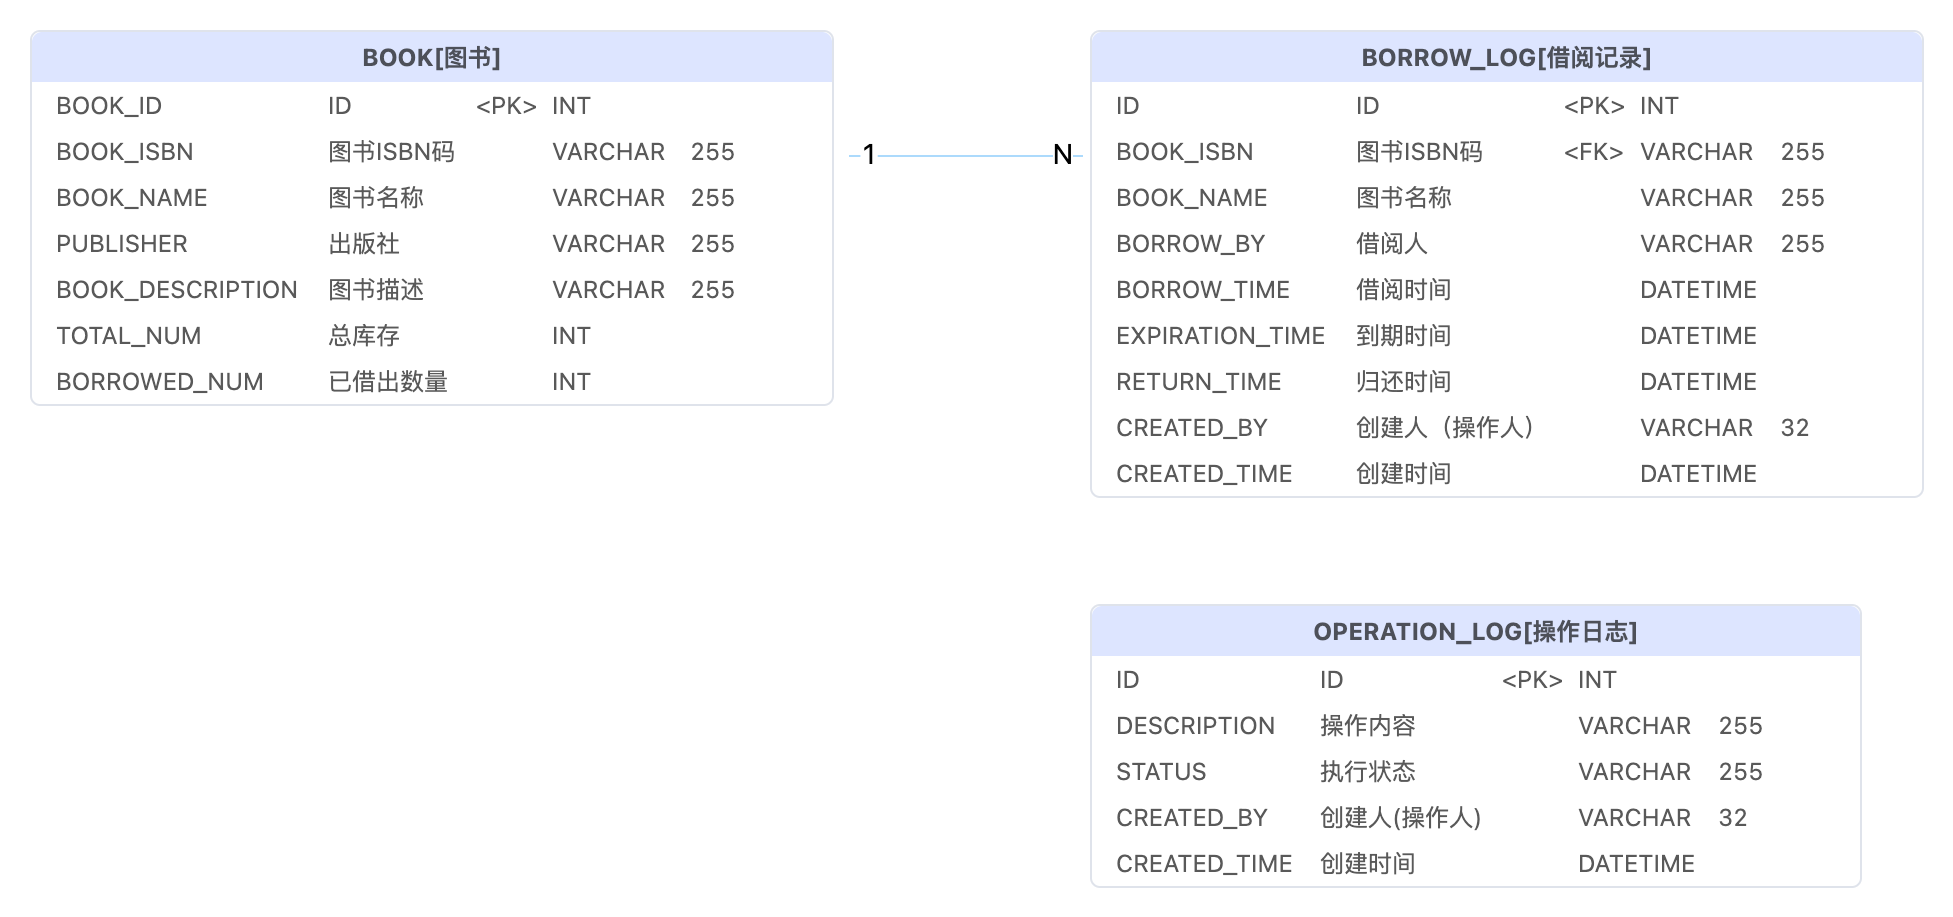 BOOK[图书]
BOOK_ID ID <PK> INT
BOOK_ISBN 图书ISBN码 VARCHAR 255
BOOK_NAME 图书名称 VARCHAR 255
PUBLISHER 出版社 VARCHAR 255
BOOK_DESCRIPTION 图书描述 VARCHAR 255
TOTAL_NUM 总库存 INT
BORROWED_NUM 已借出数量 INT
1 N
BORROW_LOG[借阅记录]
ID ID <PK> INT
BOOK_ISBN 图书ISBN码 <FK> VARCHAR 255
BOOK_NAME 图书名称 VARCHAR 255
BORROW_BY 借阅人 VARCHAR 255
BORROW_TIME 借阅时间 DATETIME
EXPIRATION_TIME 到期时间 DATETIME
RETURN_TIME 归还时间 DATETIME
CREATED_BY 创建人（操作人） VARCHAR 32
CREATED_TIME 创建时间 DATETIME
OPERATION_LOG[操作日志]
ID ID <PK> INT
DESCRIPTION 操作内容 VARCHAR 255
STATUS 执行状态 VARCHAR 255
CREATED_BY 创建人(操作人) VARCHAR 32
CREATED_TIME 创建时间 DATETIME